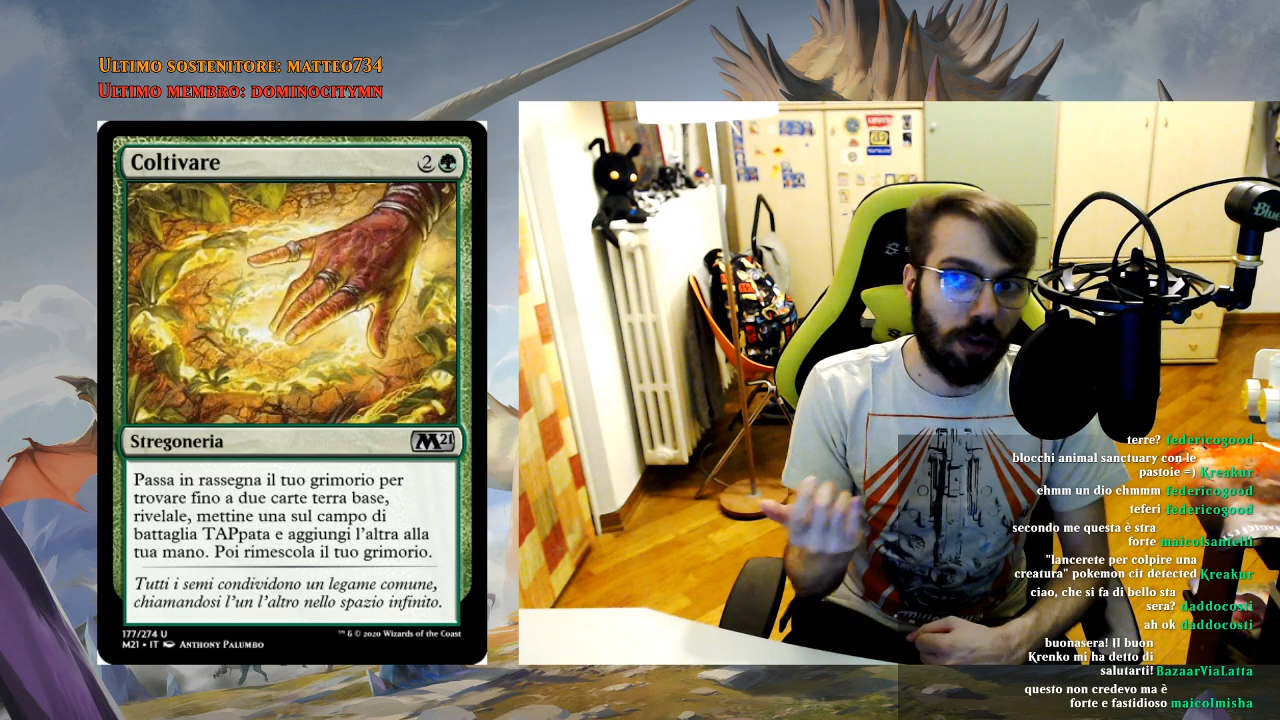 Ultimo sostenitore: matteo734
Ultimo membro: dominocitymn
Coltivare 2
Stregoneria M21
Passa in rassegna il tuo grimorio per
trovare fino a due carte terra base,
rivelale, mettine una sul campo di
battaglia TAPpata e aggiungi l'altra alla
tua mano. Poi rimescola il tuo grimorio.
Tutti i semi condividono un legame comune,
chiamandosi l'un l'altro nello spazio infinito.
177/274 U
™ & © 2020 Wizards of the Coast
M21 • IT Anthony Palumbo
Blue
terre? federicogood
blocchi animal sanctuary con le
pastoie =) Kreakur
ehmm un dio ehmmm federicogood
teferi federicogood
secondo me questa è stra
forte maicolsanielli
"lancerete per colpire una
creatura" pokemon cit detected Kreakur
ciao, che si fa di bello sta
sera? daddocosti
ah ok daddocosti
buonasera! Il buon
Krenko mi ha detto di
salutarti! BazaarViaLatta
questo non credevo ma è
forte e fastidioso maicolmisha